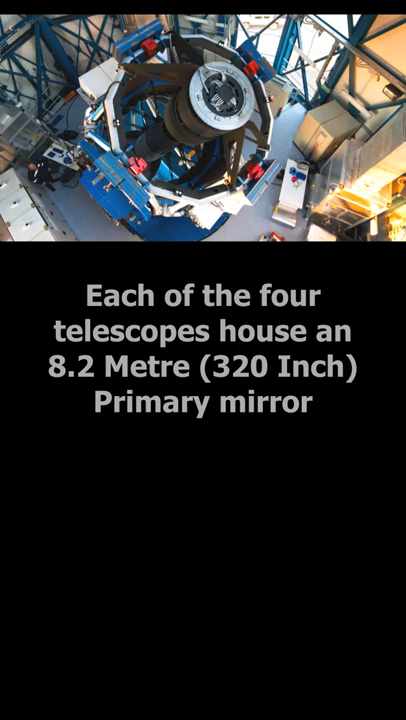 Each of the four
telescopes house an
8.2 Metre (320 Inch)
Primary mirror